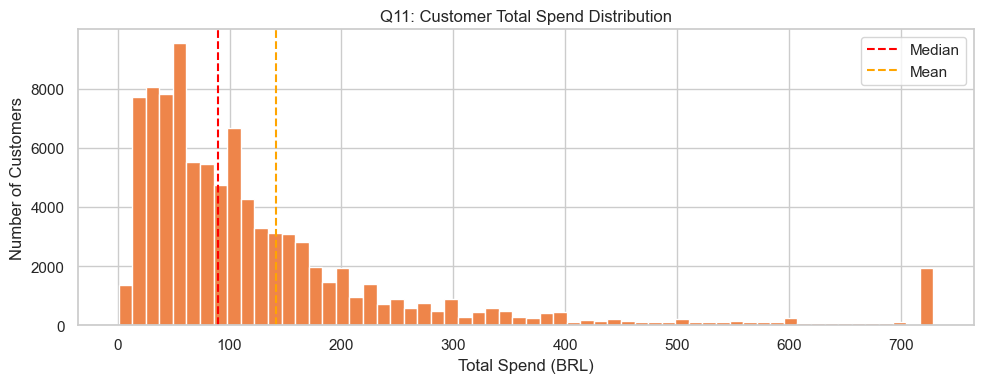 Q11: Customer Total Spend Distribution
Median
Mean
Number of Customers
8000
6000
4000
2000
0
0 100 200 300 400 500 600 700
Total Spend (BRL)